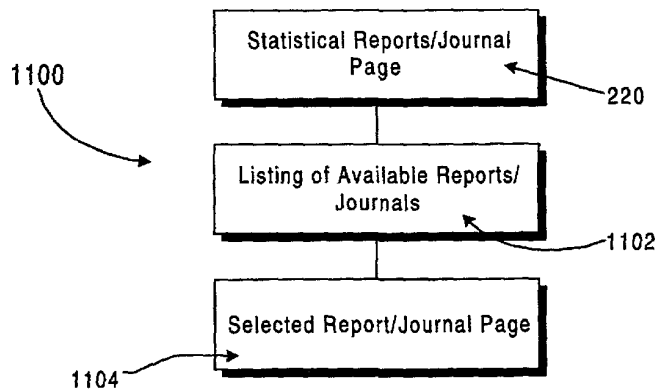 Statistical Reports/Journal
Page
1100
220
Listing of Available Reports/
Journals
1102
Selected Report/Journal Page
1104